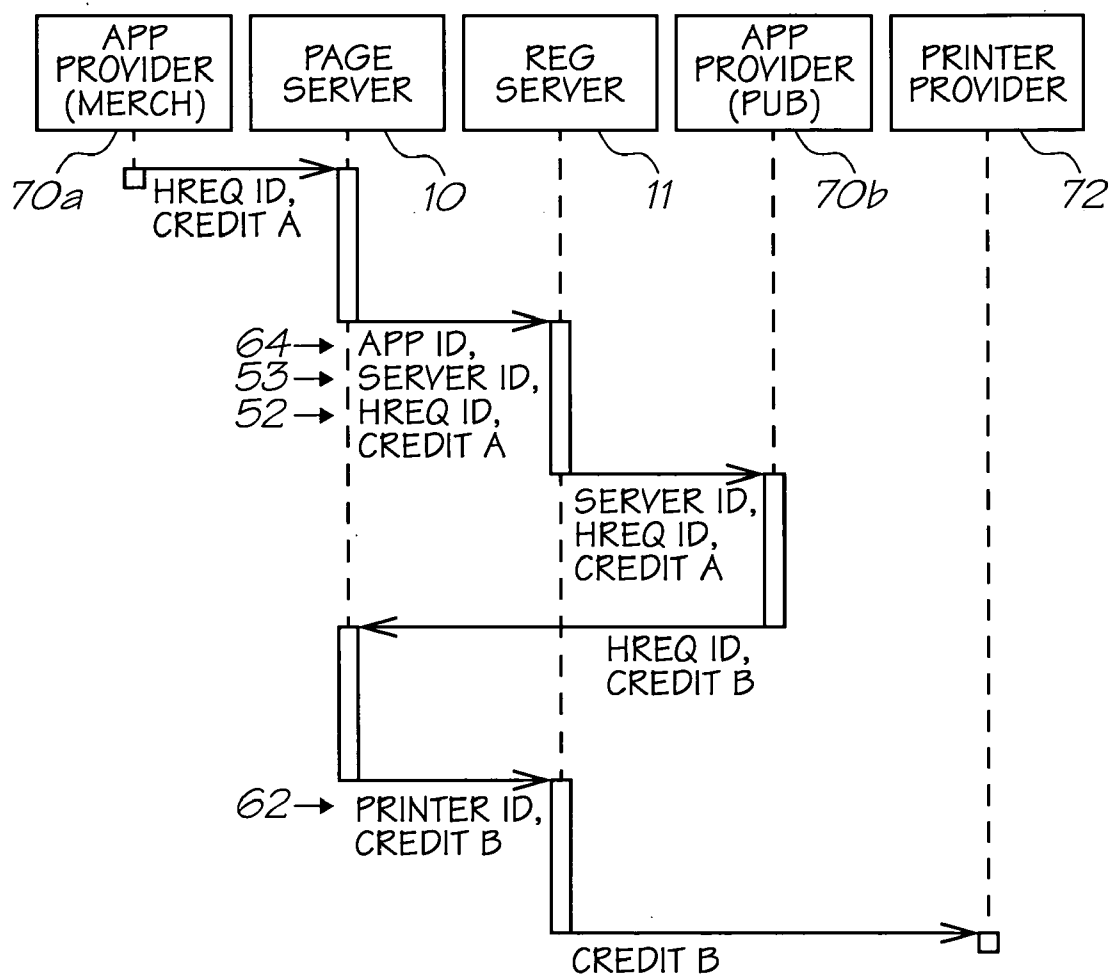 APP
PROVIDER
(MERCH)
PAGE
SERVER
REG
SERVER
APP
PROVIDER
(PUB)
PRINTER
PROVIDER
70a
10
11
70b
72
HREQ ID,
CREDIT A
64
APP ID,
53
SERVER ID,
52
HREQ ID,
CREDIT A
SERVER ID,
HREQ ID,
CREDIT A
HREQ ID,
CREDIT B
62
PRINTER ID,
CREDIT B
CREDIT B